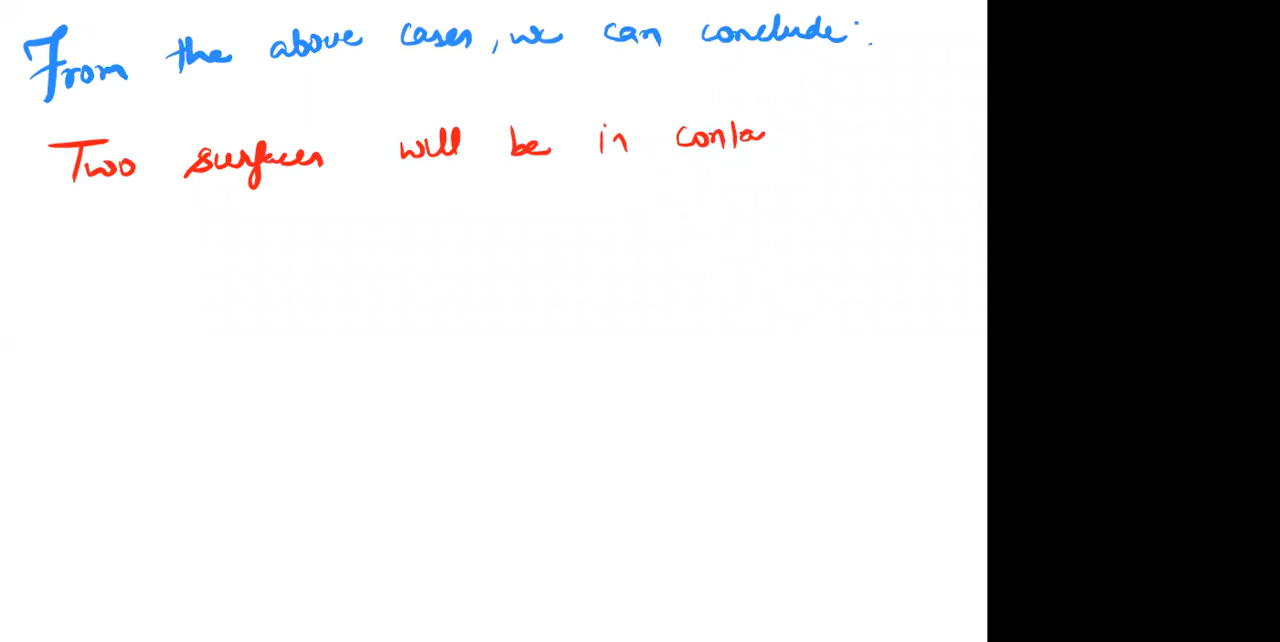 From the above cases, we can conclude:
Two surfaces will be in conta